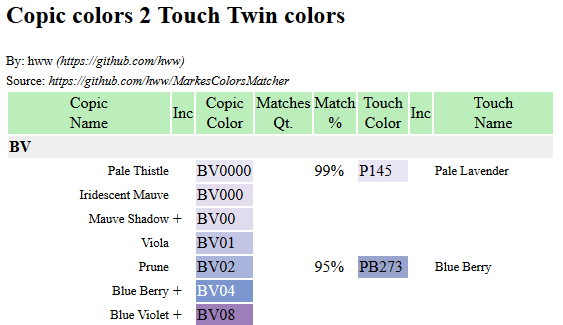 Copic colors 2 Touch Twin colors
By: hww (https://github.com/hww)
Source: https://github.com/hww/MarkesColorsMatcher
Copic Name Inc Copic Color Matches Qt. Match % Touch Color Inc Touch Name
BV
Pale Thistle BV0000 99% P145 Pale Lavender
Iridescent Mauve BV000
Mauve Shadow + BV00
Viola BV01
Prune BV02 95% PB273 Blue Berry
Blue Berry + BV04
Blue Violet + BV08